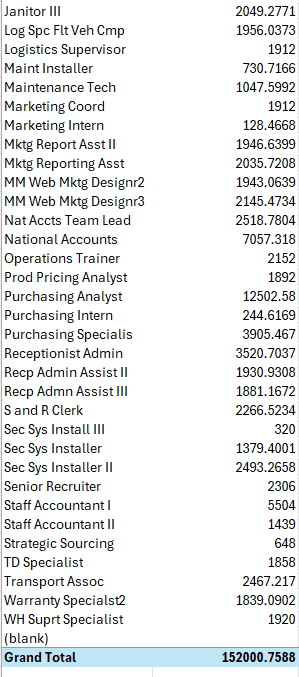 Janitor III 2049.2771
Log Spc Flt Veh Cmp 1956.0373
Logistics Supervisor 1912
Maint Installer 730.7166
Maintenance Tech 1047.5992
Marketing Coord 1912
Marketing Intern 128.4668
Mktg Report Asst II 1946.6399
Mktg Reporting Asst 2035.7208
MM Web Mktg Designr2 1943.0639
MM Web Mktg Designr3 2145.4734
Nat Accts Team Lead 2518.7804
National Accounts 7057.318
Operations Trainer 2152
Prod Pricing Analyst 1892
Purchasing Analyst 12502.58
Purchasing Intern 244.6169
Purchasing Specialis 3905.467
Receptionist Admin 3520.7037
Recp Admin Assist II 1930.9308
Recp Admn Assist III 1881.1672
S and R Clerk 2266.5234
Sec Sys Install III 320
Sec Sys Installer 1379.4001
Sec Sys Installer II 2493.2658
Senior Recruiter 2306
Staff Accountant I 5504
Staff Accountant II 1439
Strategic Sourcing 648
TD Specialist 1858
Transport Assoc 2467.217
Warranty Specialst2 1839.0902
WH Suprt Specialist 1920
(blank)
Grand Total 152000.7588